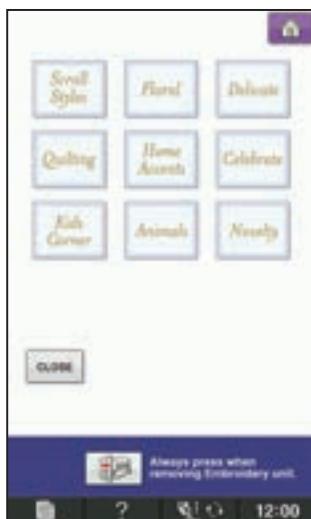 Scroll
Styles
Floral
Delicate
Quilting
Home
Accents
Celebrate
Kids
Corner
Animals
Novelty
CLOSE
Always press when
removing Embroidery unit.
?
12:00